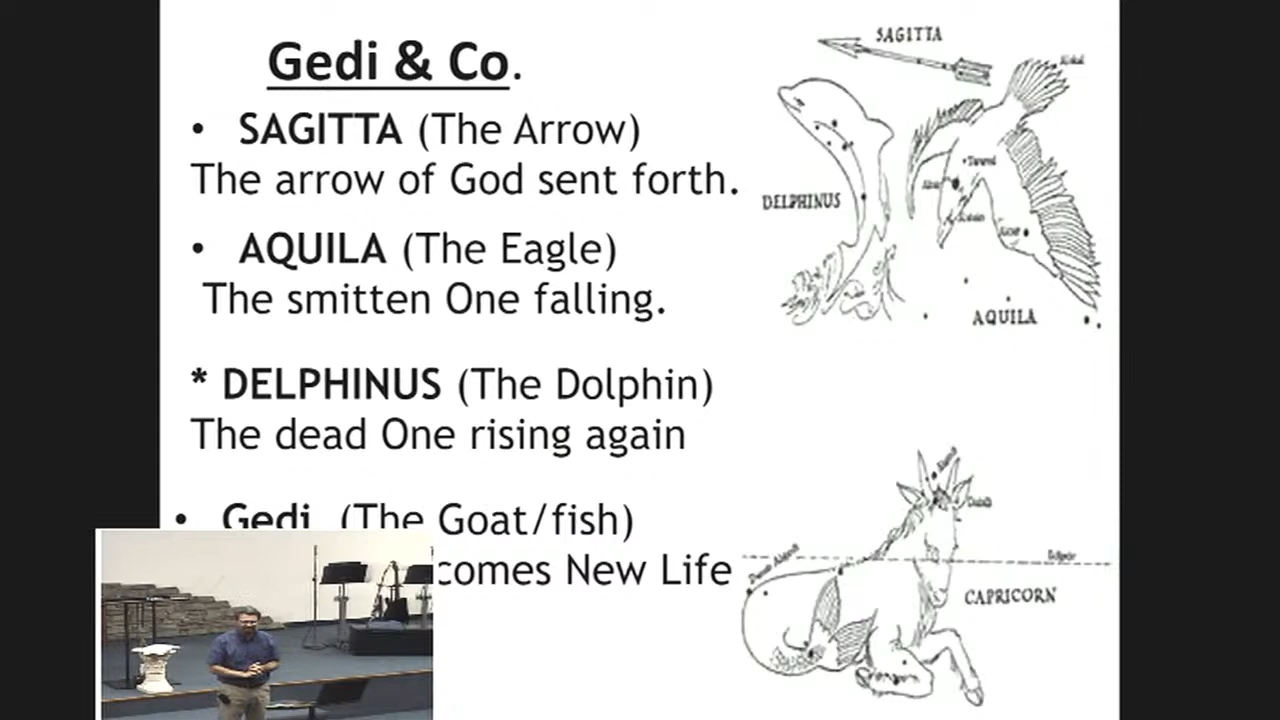 Gedi & Co.
• SAGITTA (The Arrow)
The arrow of God sent forth.
• AQUILA (The Eagle)
The smitten One falling.
* DELPHINUS (The Dolphin)
The dead One rising again
• Gedi (The Goat/fish)
comes New Life
SAGITTA
DELPHINUS
AQUILA
CAPRICORN